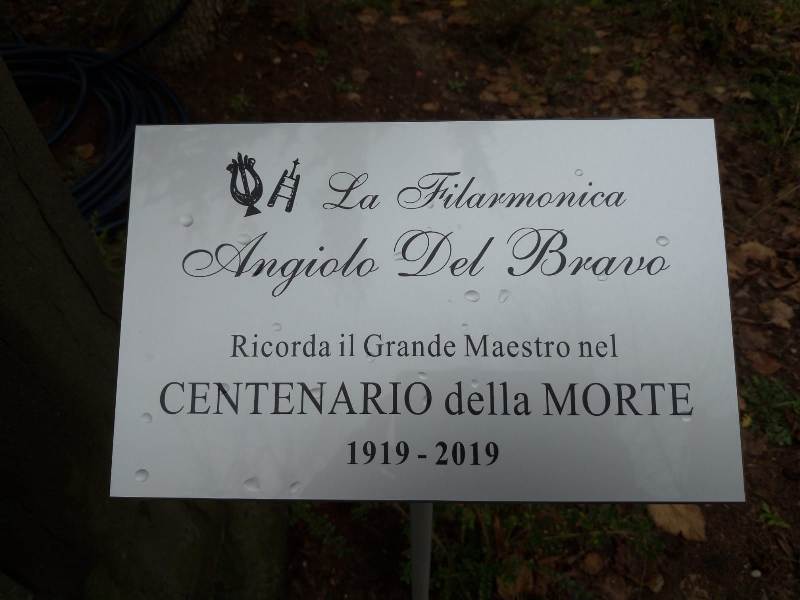 La Filarmonica
Angiolo Del Bravo
Ricorda il Grande Maestro nel
CENTENARIO della MORTE
1919 - 2019